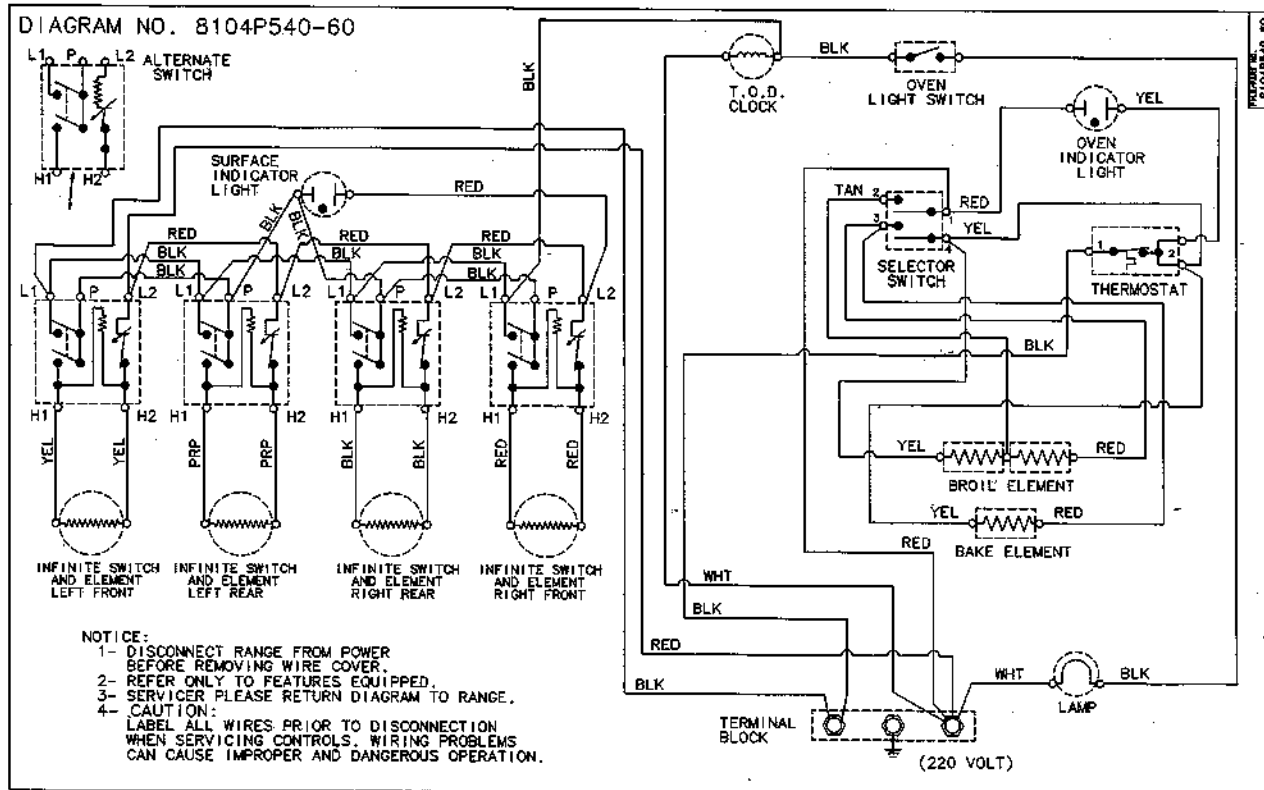 DIAGRAM NO. 8104P540-60
L1 P L2 ALTERNATE
SWITCH
H1 H2
BLK
T.O.D.
CLOCK
BLK
OVEN
LIGHT SWITCH
YEL
OVEN
INDICATOR
LIGHT
SURFACE
INDICATOR
LIGHT
RED
BLK
BLK
TAN 2
3
RED
YEL
SELECTOR
SWITCH
1
2
THERMOSTAT
RED
BLK
BLK
RED
BLK
BLK
RED
BLK
BLK
L1 P L2
L1 P L2
L1 P L2
L1 P L2
BLK
H1 H2
H1 H2
H1 H2
H1 H2
YEL YEL
PRP PRP
BLK BLK
RED RED
YEL RED
BROIL ELEMENT
YEL RED
BAKE ELEMENT
INFINITE SWITCH
AND ELEMENT
LEFT FRONT
INFINITE SWITCH
AND ELEMENT
LEFT REAR
INFINITE SWITCH
AND ELEMENT
RIGHT REAR
INFINITE SWITCH
AND ELEMENT
RIGHT FRONT
RED
WHT
BLK
RED
BLK
WHT
BLK
LAMP
TERMINAL
BLOCK
(220 VOLT)
NOTICE:
1- DISCONNECT RANGE FROM POWER
BEFORE REMOVING WIRE COVER.
2- REFER ONLY TO FEATURES EQUIPPED.
3- SERVICER PLEASE RETURN DIAGRAM TO RANGE.
4- CAUTION:
LABEL ALL WIRES PRIOR TO DISCONNECTION
WHEN SERVICING CONTROLS. WIRING PROBLEMS
CAN CAUSE IMPROPER AND DANGEROUS OPERATION.